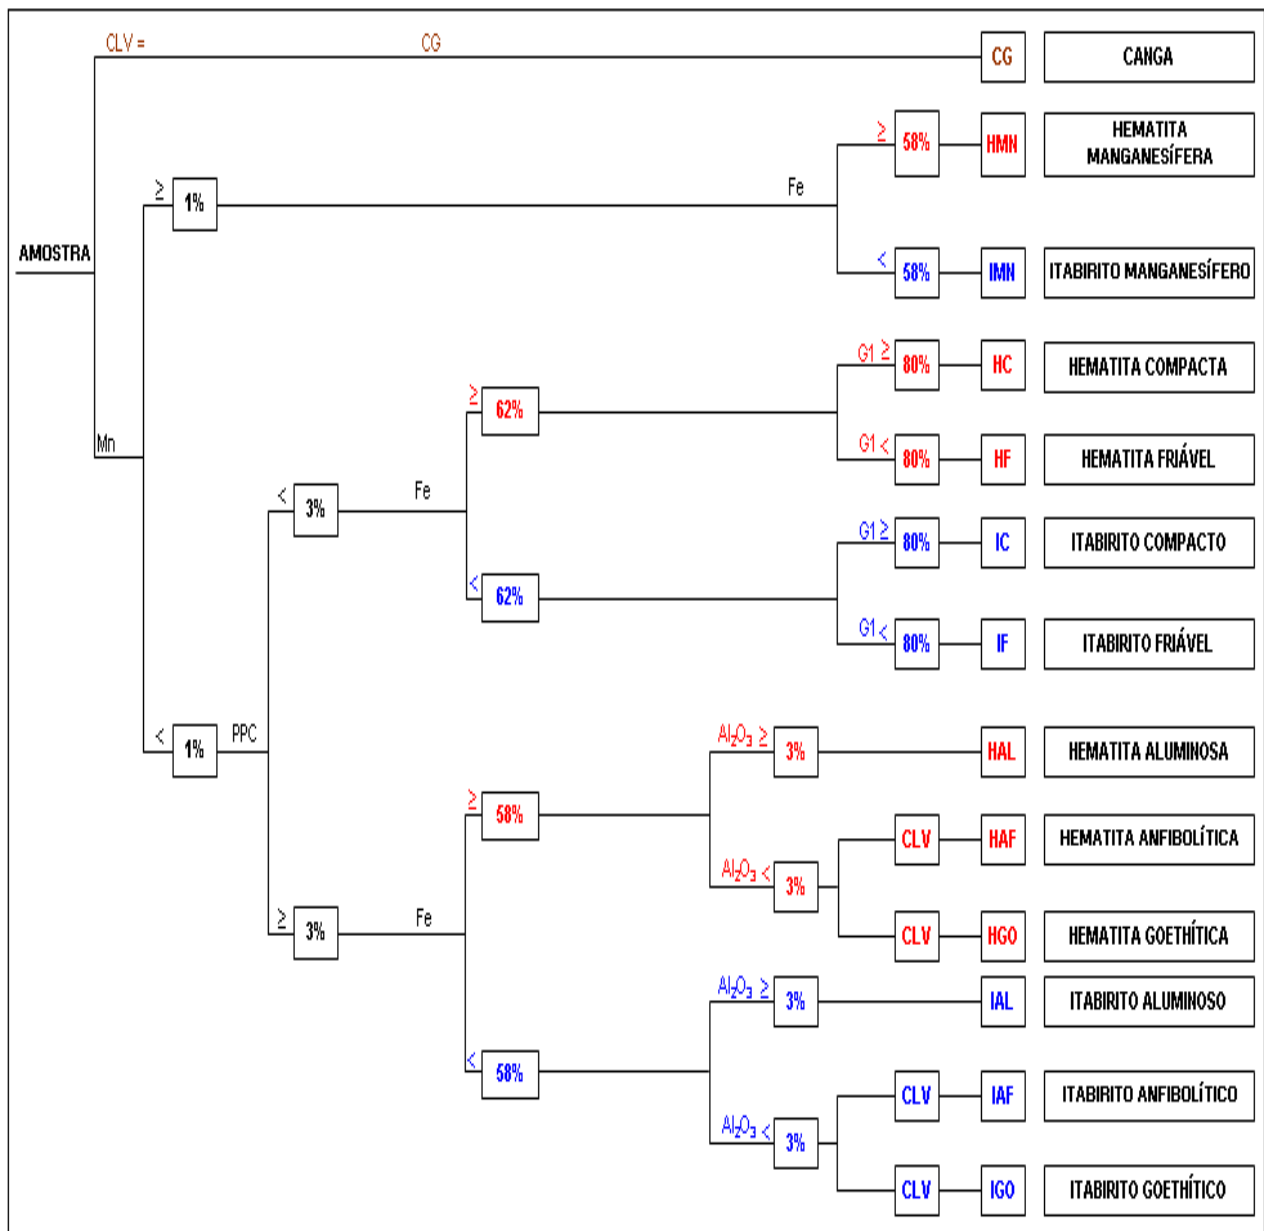 CLV = CG CG CANGA
≥ 58% HMN HEMATITA
MANGANESÍFERA
≥ 1% Fe
AMOSTRA
< 58% IMN ITABIRITO MANGANESÍFERO
G1 ≥ 80% HC HEMATITA COMPACTA
≥ 62%
Mn
G1 < 80% HF HEMATITA FRIÁVEL
< 3% Fe
G1 ≥ 80% IC ITABIRITO COMPACTO
< 62%
G1 < 80% IF ITABIRITO FRIÁVEL
< 1% PPC
Al₂O₃ ≥ 3% HAL HEMATITA ALUMINOSA
≥ 58%
CLV HAF HEMATITA ANFIBOLÍTICA
Al₂O₃ < 3%
≥ 3% Fe
CLV HGO HEMATITA GOETHÍTICA
Al₂O₃ ≥ 3% IAL ITABIRITO ALUMINOSO
< 58%
CLV IAF ITABIRITO ANFIBOLÍTICO
Al₂O₃ < 3%
CLV IGO ITABIRITO GOETHÍTICO